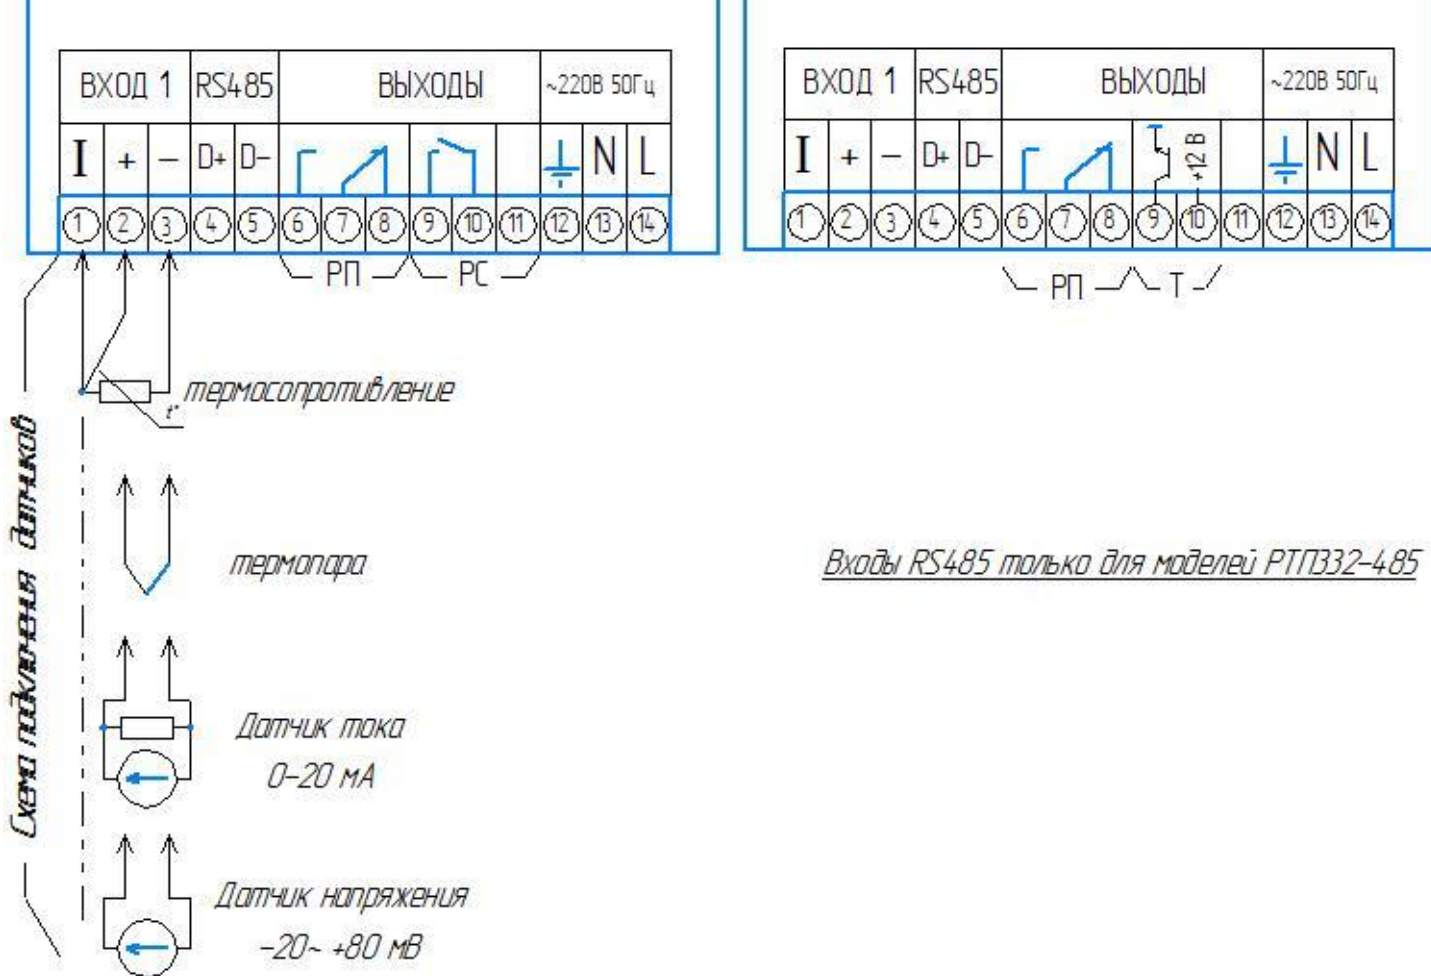 ВХОД 1 RS485 ВЫХОДЫ ~220В 50Гц
I + — D+ D- N L
1 2 3 4 5 6 7 8 9 10 11 12 13 14
РП РС
ВХОД 1 RS485 ВЫХОДЫ ~220В 50Гц
I + — D+ D- +12 В N L
1 2 3 4 5 6 7 8 9 10 11 12 13 14
РП Т
Схема подключения датчиков
термосопротивление
t°
термопара
Датчик тока
0-20 мА
Датчик напряжения
-20~ +80 мВ
Входы RS485 только для моделей РТП332-485